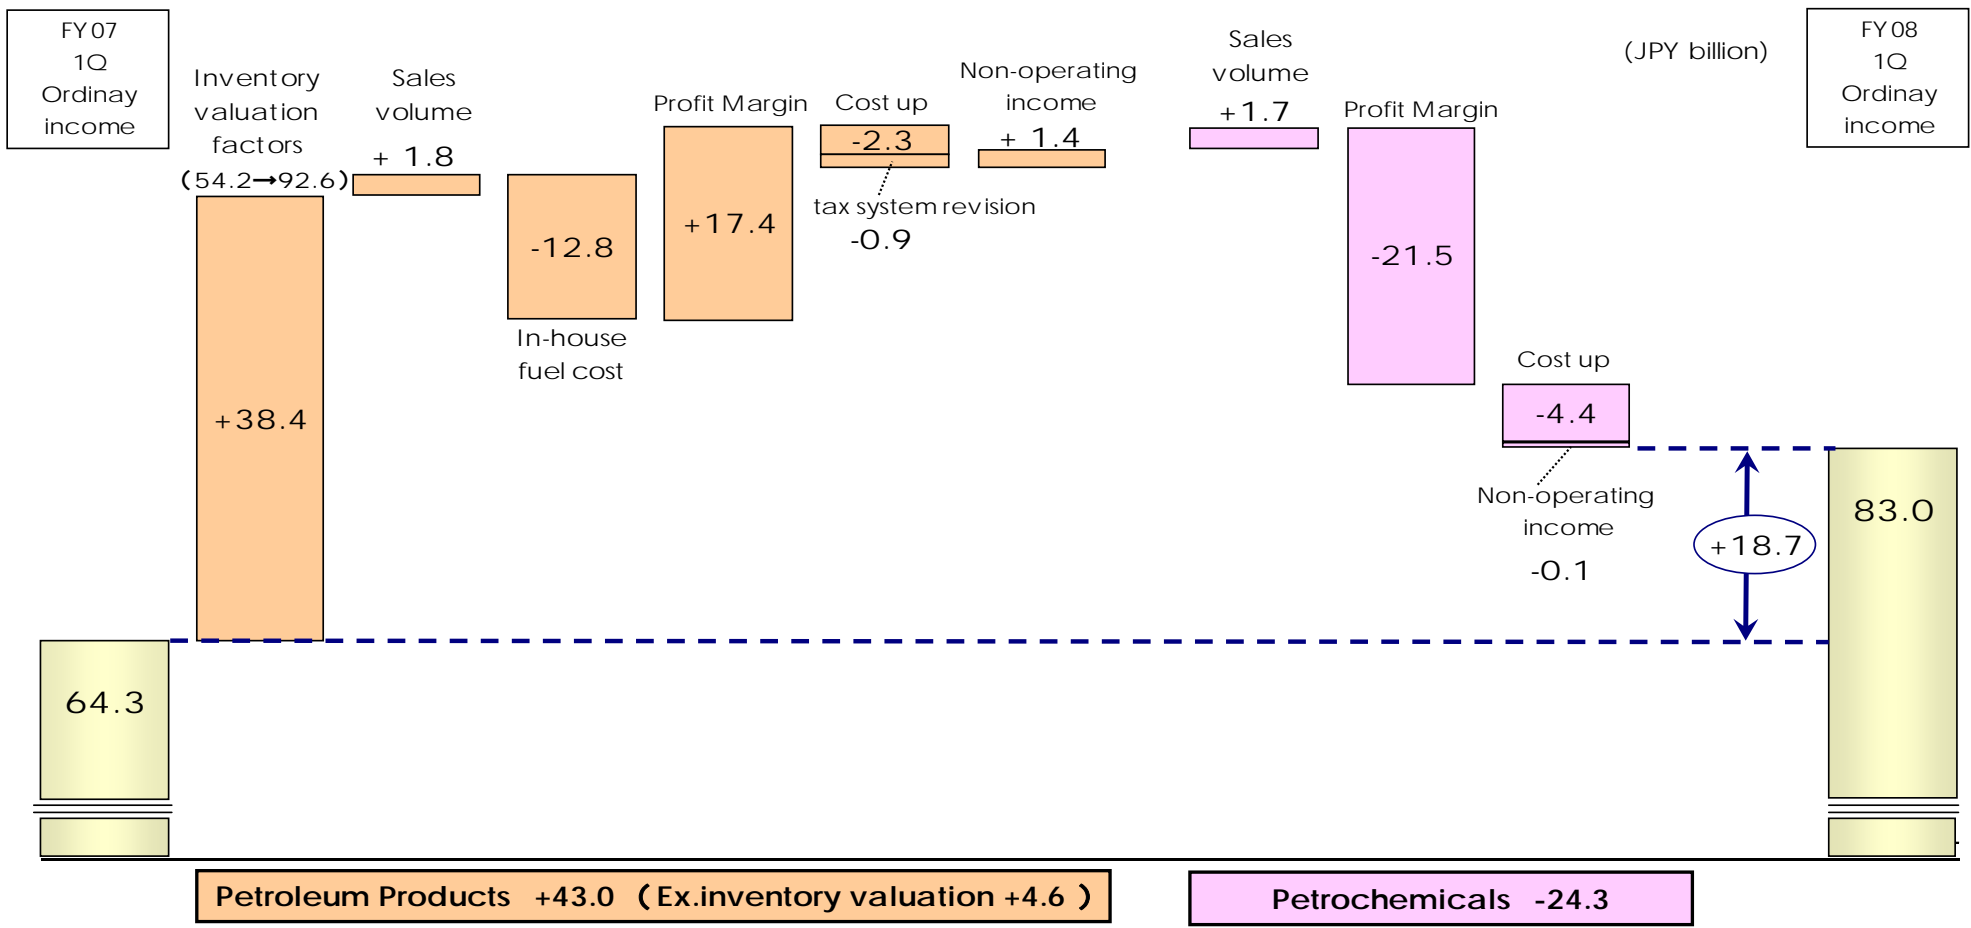 FY07
1Q
Ordinay
income
Inventory
valuation
factors
(54.2→92.6)
+38.4
64.3
Sales
volume
+ 1.8
-12.8
In-house
fuel cost
Profit Margin
+17.4
Cost up
-2.3
tax system revision
-0.9
Non-operating
income
+ 1.4
Sales
volume
+1.7
Profit Margin
-21.5
Cost up
-4.4
Non-operating
income
-0.1
(JPY billion)
+18.7
FY08
1Q
Ordinay
income
83.0
Petroleum Products +43.0 (Ex.inventory valuation +4.6 )
Petrochemicals -24.3